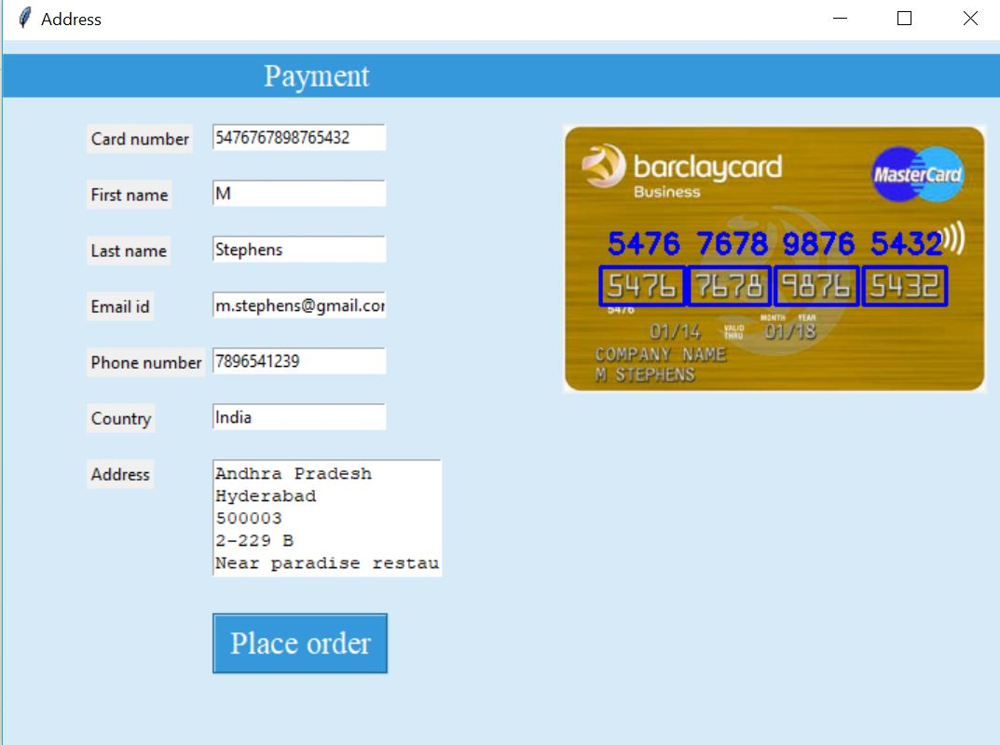 Address
Payment
Card number 5476767898765432
First name M
Last name Stephens
Email id m.stephens@gmail.cor
Phone number 7896541239
Country India
Address Andhra Pradesh
Hyderabad
500003
2-229 B
Near paradise restau
Place order
barclaycard
Business
MasterCard
5476 7678 9876 5432
5476 7678 9876 5432
5476
MONTH YEAR
01/14 VALID THRU 01/18
COMPANY NAME
M STEPHENS